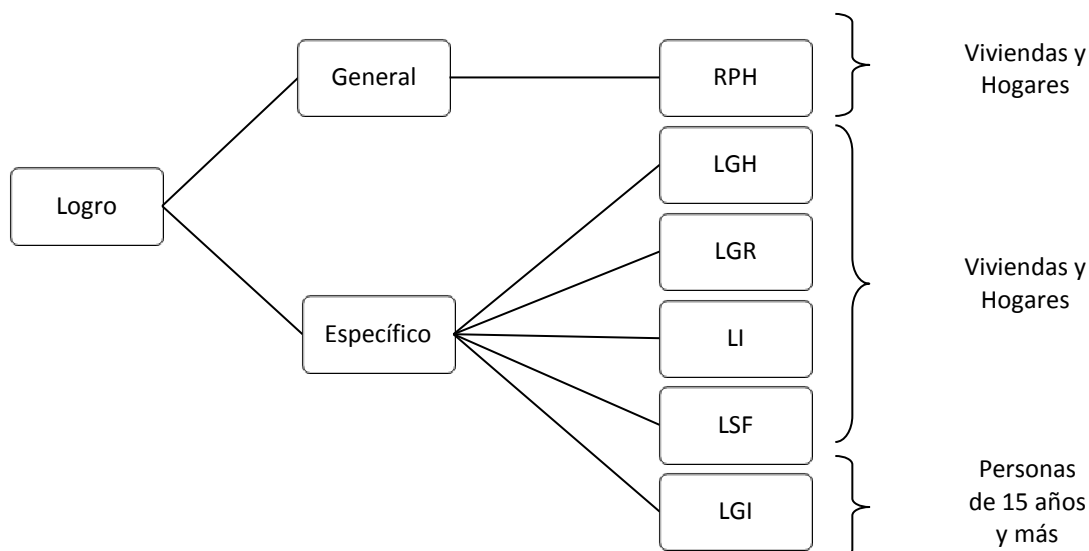 Logro
General
Específico
RPH
LGH
LGR
LI
LSF
LGI
Viviendas y
Hogares
Viviendas y
Hogares
Personas
de 15 años
y más